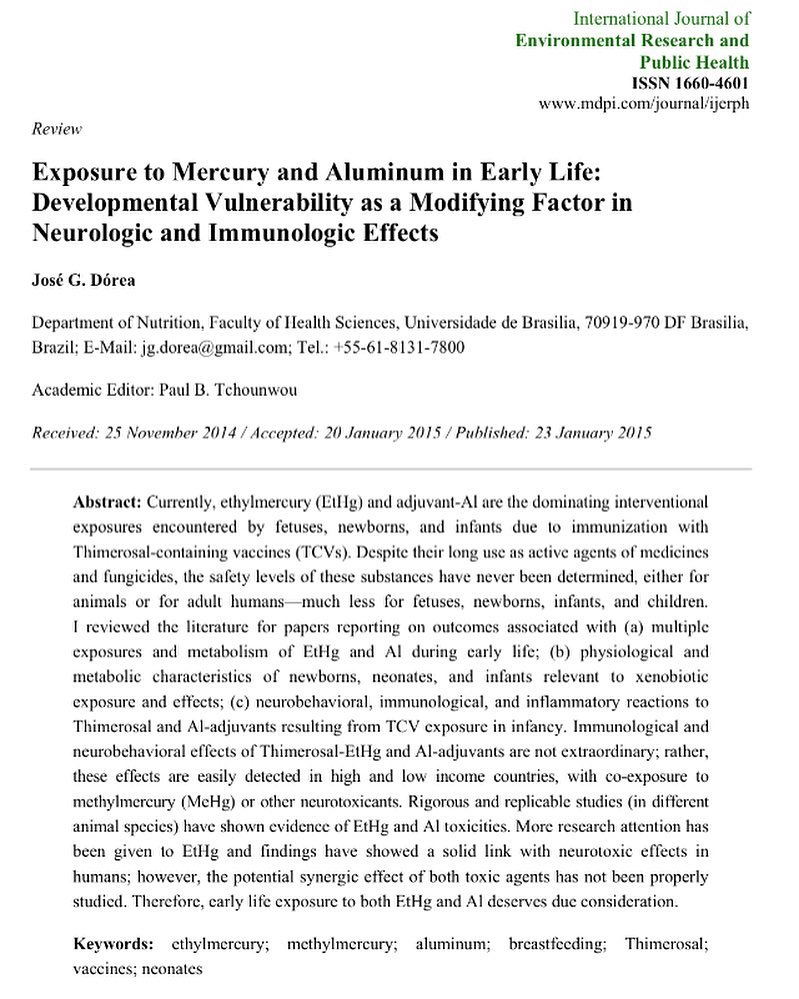 International Journal of
Environmental Research and
Public Health
ISSN 1660-4601
www.mdpi.com/journal/ijerph
Review
Exposure to Mercury and Aluminum in Early Life:
Developmental Vulnerability as a Modifying Factor in
Neurologic and Immunologic Effects
José G. Dórea
Department of Nutrition, Faculty of Health Sciences, Universidade de Brasilia, 70919-970 DF Brasilia,
Brazil; E-Mail: jg.dorea@gmail.com; Tel.: +55-61-8131-7800
Academic Editor: Paul B. Tchounwou
Received: 25 November 2014 / Accepted: 20 January 2015 / Published: 23 January 2015
Abstract: Currently, ethylmercury (EtHg) and adjuvant-Al are the dominating interventional
exposures encountered by fetuses, newborns, and infants due to immunization with
Thimerosal-containing vaccines (TCVs). Despite their long use as active agents of medicines
and fungicides, the safety levels of these substances have never been determined, either for
animals or for adult humans—much less for fetuses, newborns, infants, and children.
I reviewed the literature for papers reporting on outcomes associated with (a) multiple
exposures and metabolism of EtHg and Al during early life; (b) physiological and
metabolic characteristics of newborns, neonates, and infants relevant to xenobiotic
exposure and effects; (c) neurobehavioral, immunological, and inflammatory reactions to
Thimerosal and Al-adjuvants resulting from TCV exposure in infancy. Immunological and
neurobehavioral effects of Thimerosal-EtHg and Al-adjuvants are not extraordinary; rather,
these effects are easily detected in high and low income countries, with co-exposure to
methylmercury (MeHg) or other neurotoxicants. Rigorous and replicable studies (in different
animal species) have shown evidence of EtHg and Al toxicities. More research attention has
been given to EtHg and findings have showed a solid link with neurotoxic effects in
humans; however, the potential synergic effect of both toxic agents has not been properly
studied. Therefore, early life exposure to both EtHg and Al deserves due consideration.
Keywords: ethylmercury; methylmercury; aluminum; breastfeeding; Thimerosal;
vaccines; neonates